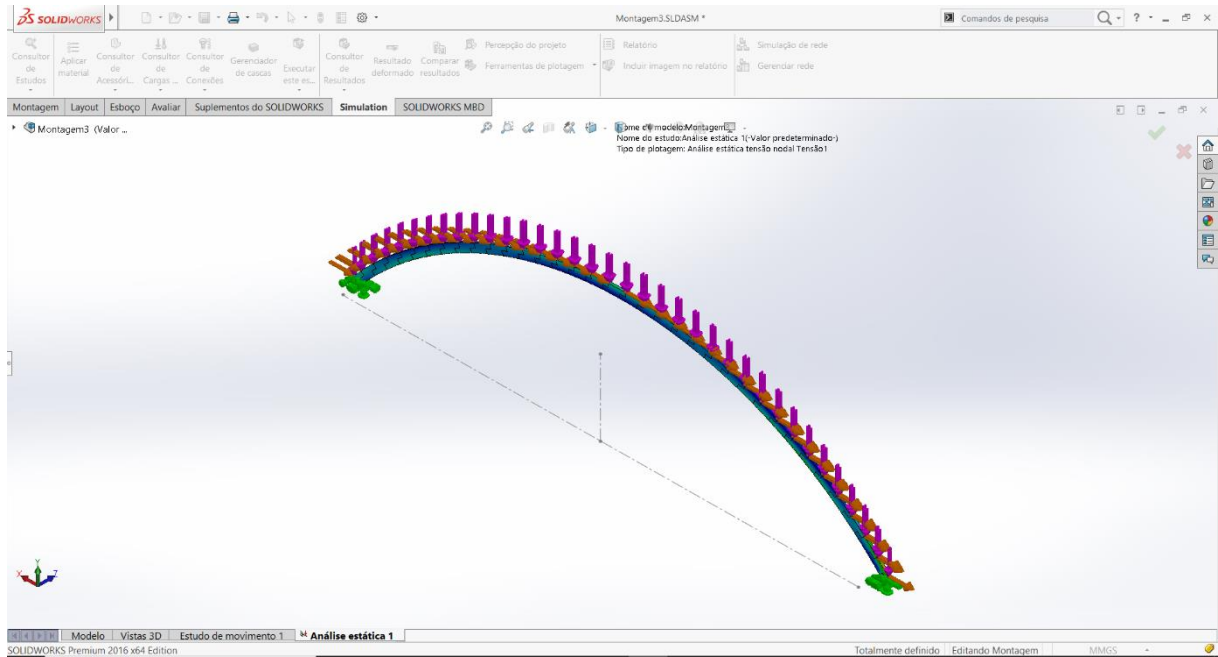 SOLIDWORKS
Montagem3.SLDASM *
Comandos de pesquisa
Consultor de Estudos
Aplicar material
Consultor de Acessóri...
Consultor de Cargas ...
Consultor de Conexões
Gerenciador de cascas
Executar este es...
Consultor de Resultados
Resultado deformado
Comparar resultados
Percepção do projeto
Ferramentas de plotagem
Relatório
Induir imagem no relatório
Simulação de rede
Gerenciar rede
Montagem Layout Esboço Avaliar Suplementos do SOLIDWORKS Simulation SOLIDWORKS MBD
Montagem3 (Valor ...
Nome do estudo:Análise estática 1(-Valor predeterminado-)
Tipo de plotagem: Análise estática tensão nodal Tensão1
Y
X Z
Modelo Vistas 3D Estudo de movimento 1 Análise estática 1
SOLIDWORKS Premium 2016 x64 Edition
Totalmente definido Editando Montagem MMGS -